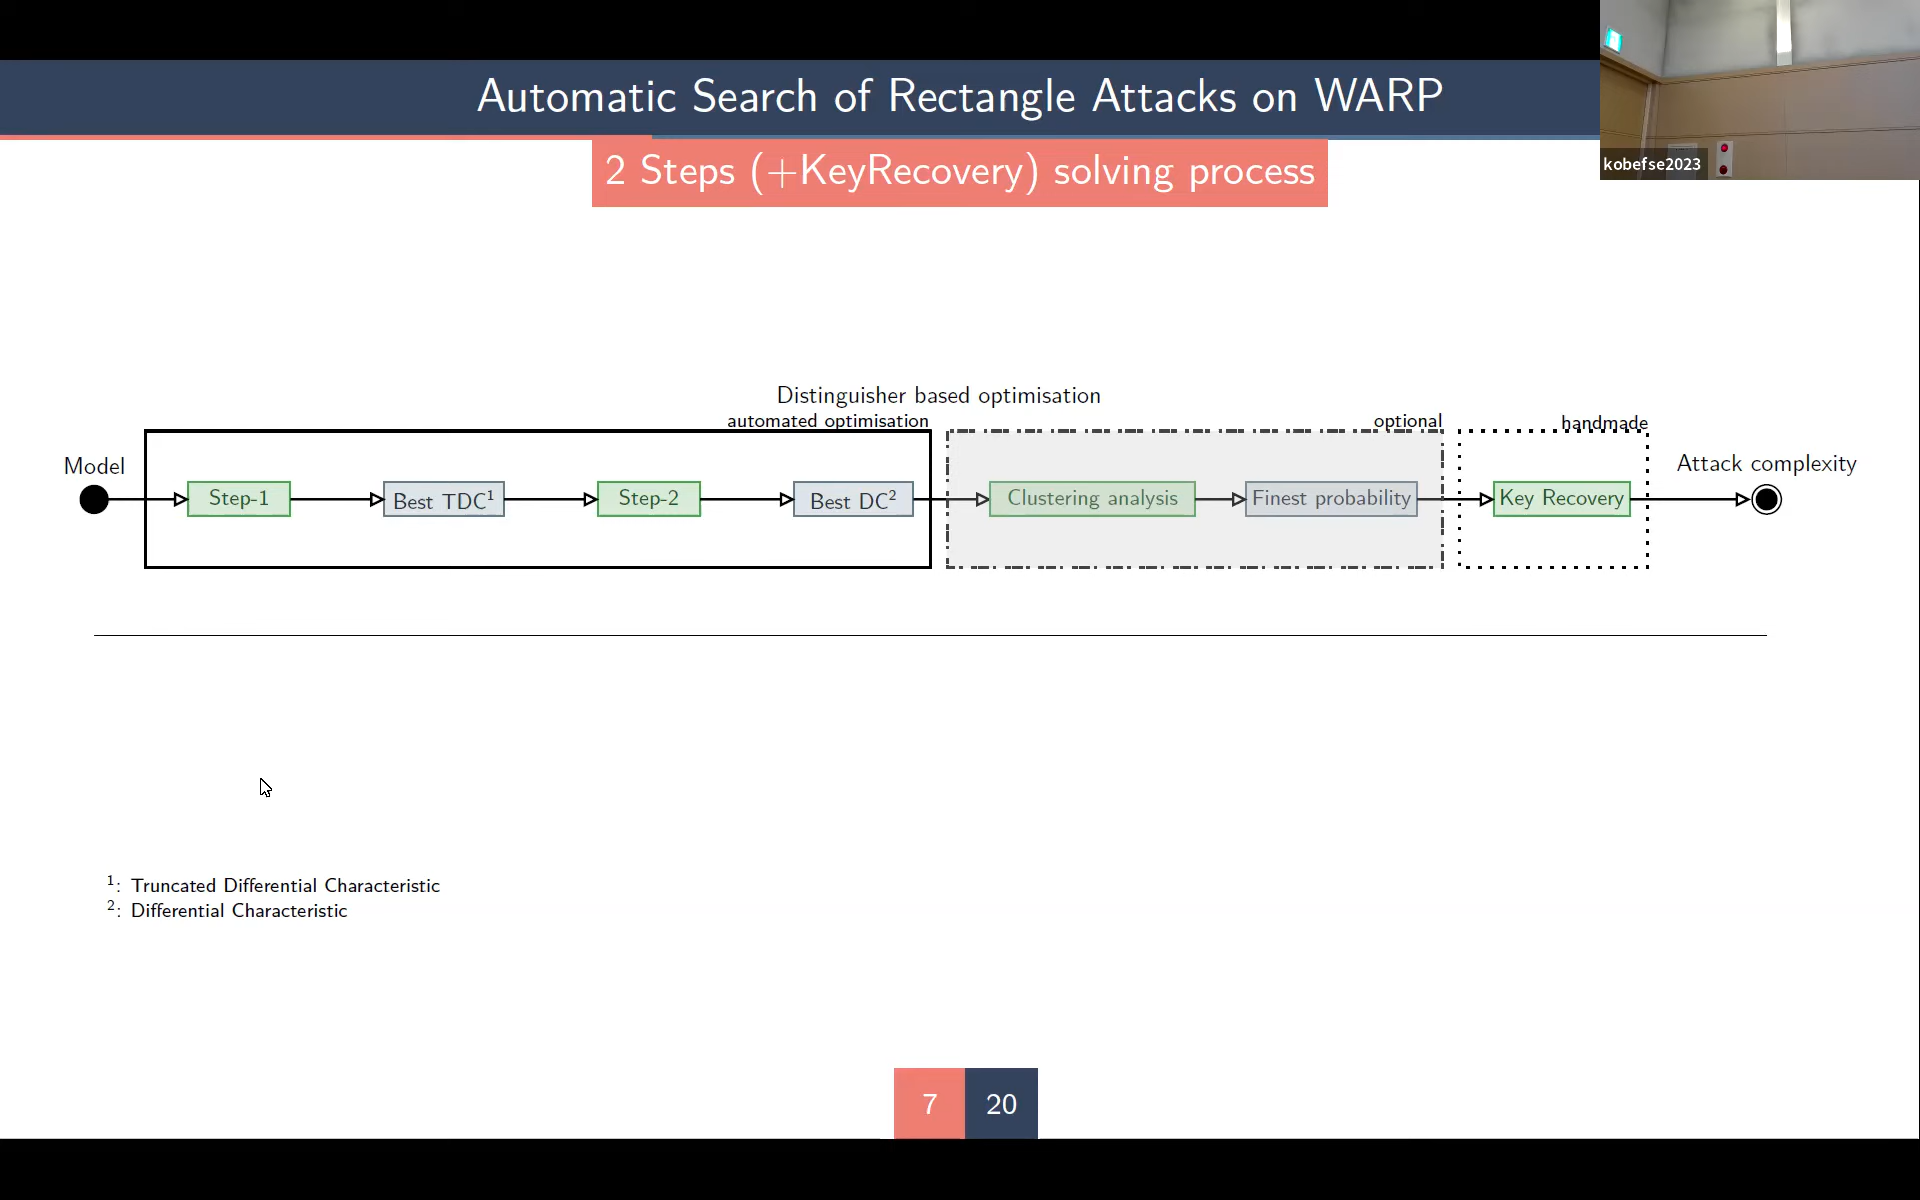 Automatic Search of Rectangle Attacks on WARP
2 Steps (+KeyRecovery) solving process
kobefse2023
Distinguisher based optimisation
automated optimisation
optional
handmade
Model
Attack complexity
Step-1
Best TDC¹
Step-2
Best DC²
Clustering analysis
Finest probability
Key Recovery
¹: Truncated Differential Characteristic
²: Differential Characteristic
7 20